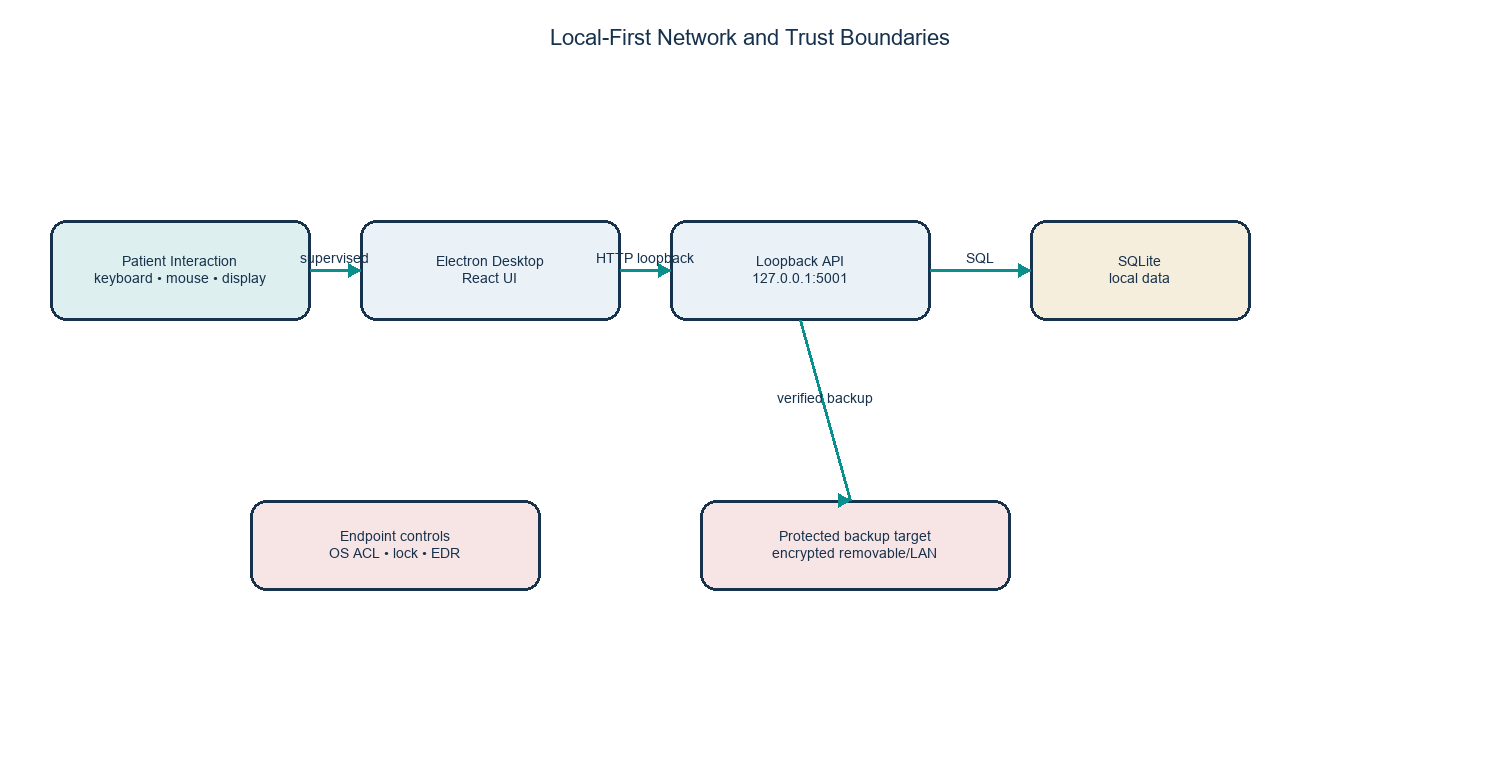 Local-First Network and Trust Boundaries
Patient Interaction
keyboard • mouse • display
supervised
Electron Desktop
React UI
HTTP loopback
Loopback API
127.0.0.1:5001
SQL
SQLite
local data
verified backup
Endpoint controls
OS ACL • lock • EDR
Protected backup target
encrypted removable/LAN